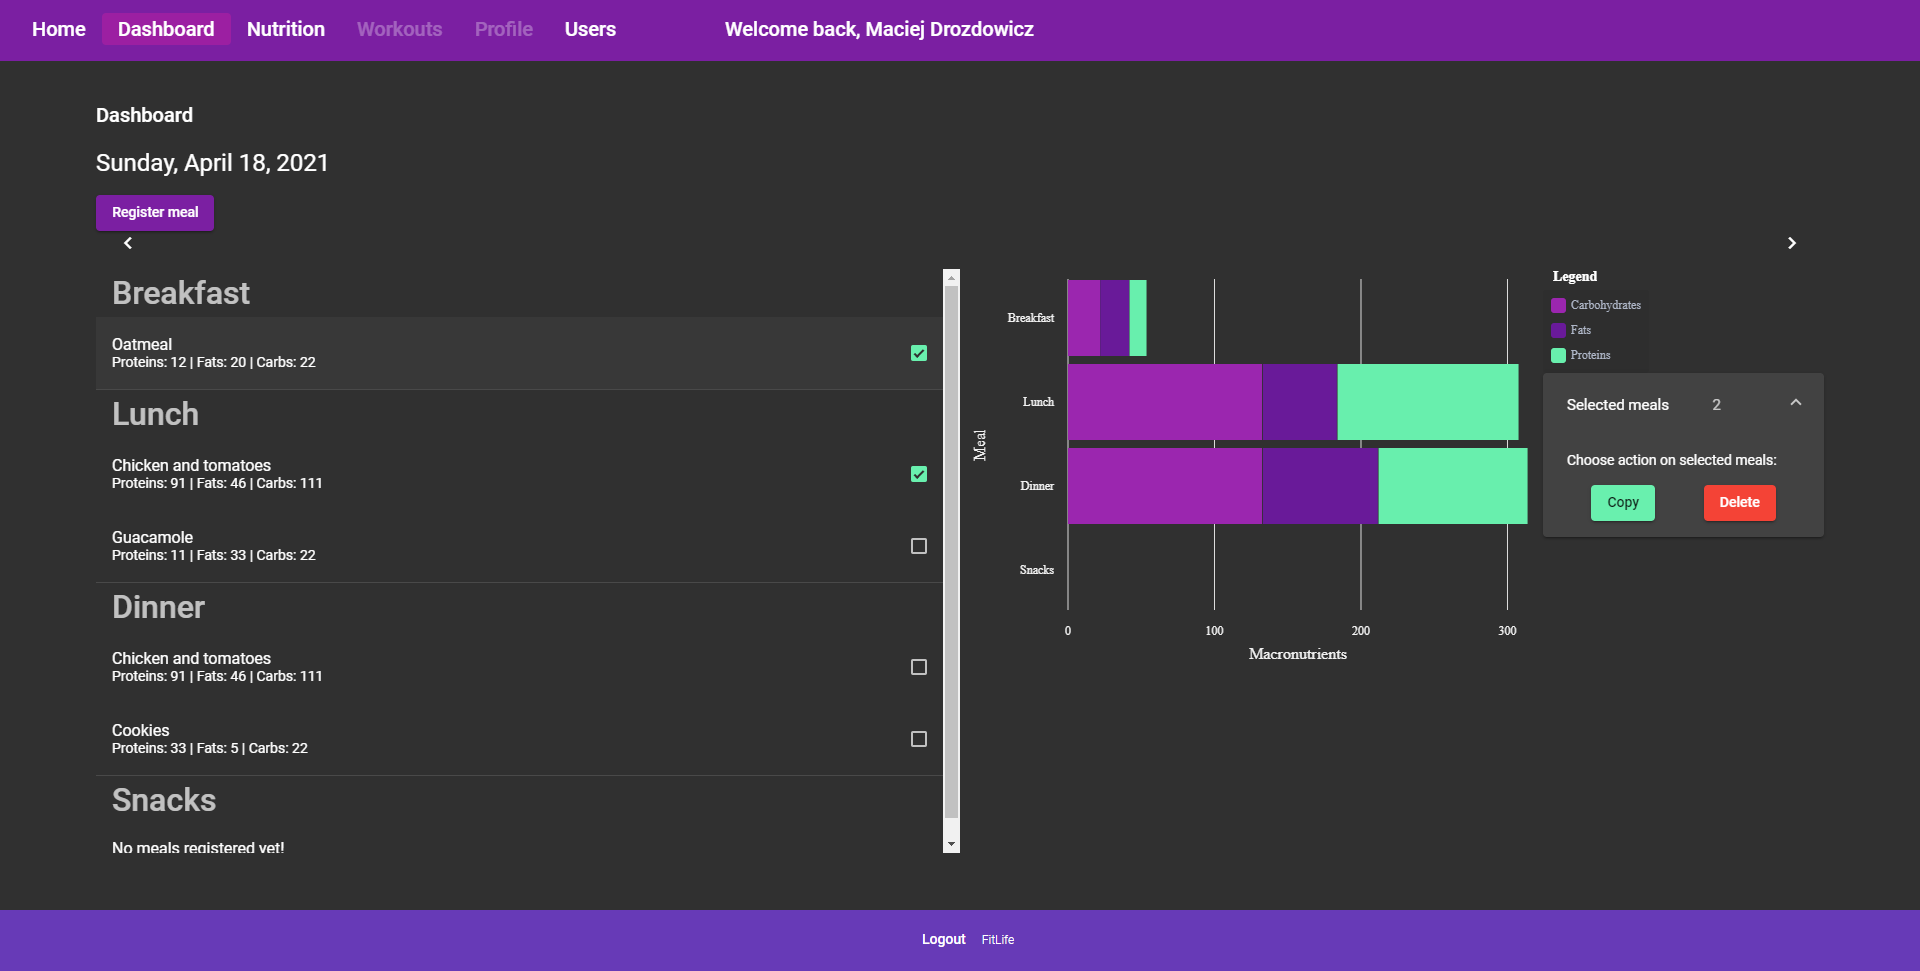 Home Dashboard Nutrition Workouts Profile Users Welcome back, Maciej Drozdowicz
Dashboard
Sunday, April 18, 2021
Register meal
Breakfast
Oatmeal
Proteins: 12 | Fats: 20 | Carbs: 22
Lunch
Chicken and tomatoes
Proteins: 91 | Fats: 46 | Carbs: 111
Guacamole
Proteins: 11 | Fats: 33 | Carbs: 22
Dinner
Chicken and tomatoes
Proteins: 91 | Fats: 46 | Carbs: 111
Cookies
Proteins: 33 | Fats: 5 | Carbs: 22
Snacks
No meals registered yet!
Meal
Breakfast
Lunch
Dinner
Snacks
0 100 200 300
Macronutrients
Legend
Carbohydrates
Fats
Proteins
Selected meals 2
Choose action on selected meals:
Copy Delete
Logout FitLife